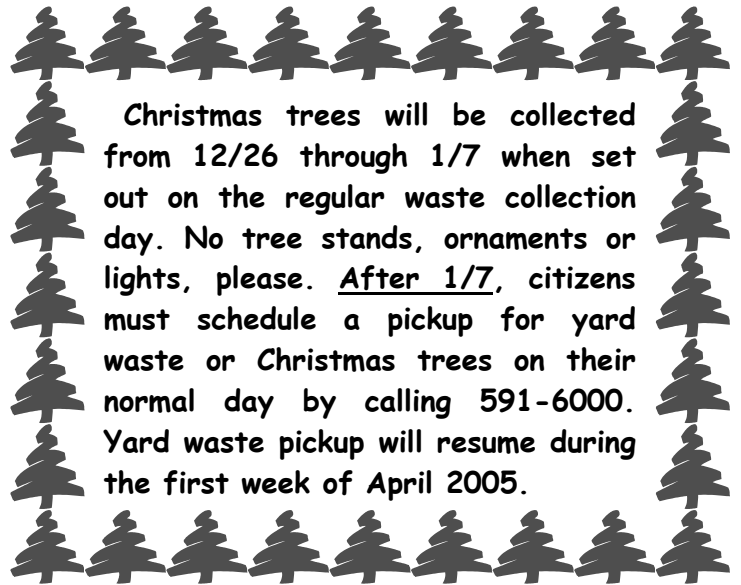 Christmas trees will be collected
from 12/26 through 1/7 when set
out on the regular waste collection
day. No tree stands, ornaments or
lights, please. After 1/7, citizens
must schedule a pickup for yard
waste or Christmas trees on their
normal day by calling 591-6000.
Yard waste pickup will resume during
the first week of April 2005.